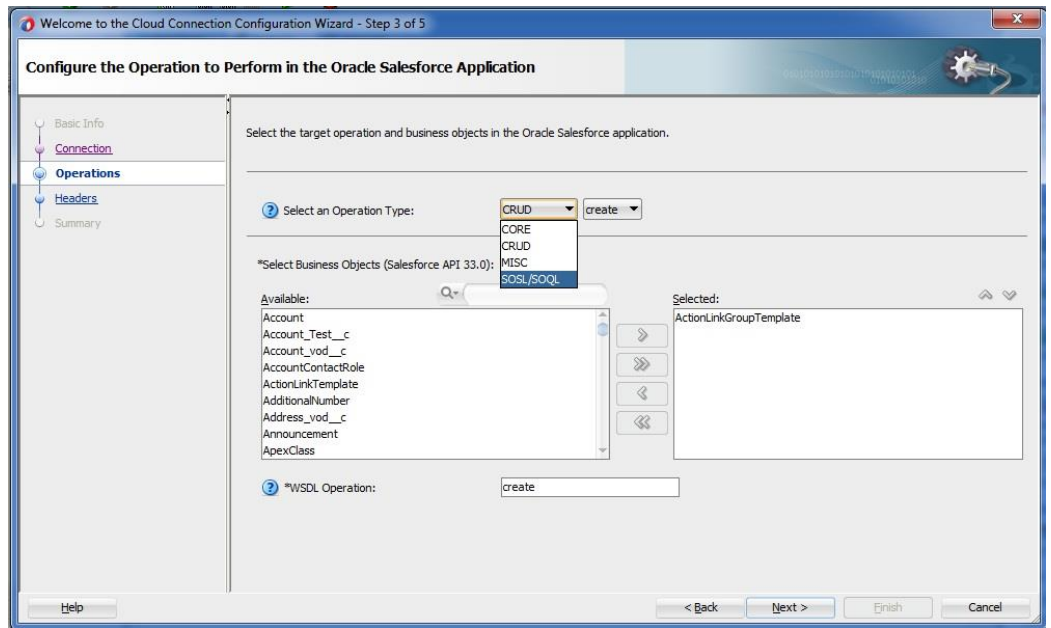 Welcome to the Cloud Connection Configuration Wizard - Step 3 of 5
x
Configure the Operation to Perform in the Oracle Salesforce Application
Basic Info
Connection
Operations
Headers
Summary
Select the target operation and business objects in the Oracle Salesforce application.
? Select an Operation Type: CRUD create
CORE
CRUD
MISC
SOSL/SOQL
*Select Business Objects (Salesforce API 33.0):
Available:
Account
Account_Test__c
Account_vod__c
AccountContactRole
ActionLinkTemplate
AdditionalNumber
Address_vod__c
Announcement
ApexClass
Selected:
ActionLinkGroupTemplate
? *WSDL Operation: create
Help
< Back Next > Finish Cancel